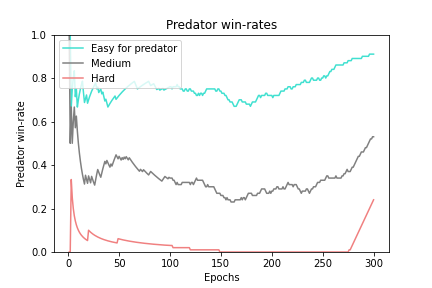 Predator win-rates
Predator win-rate
1.0
0.8
0.6
0.4
0.2
0.0
Easy for predator
Medium
Hard
0
50
100
150
200
250
300
Epochs